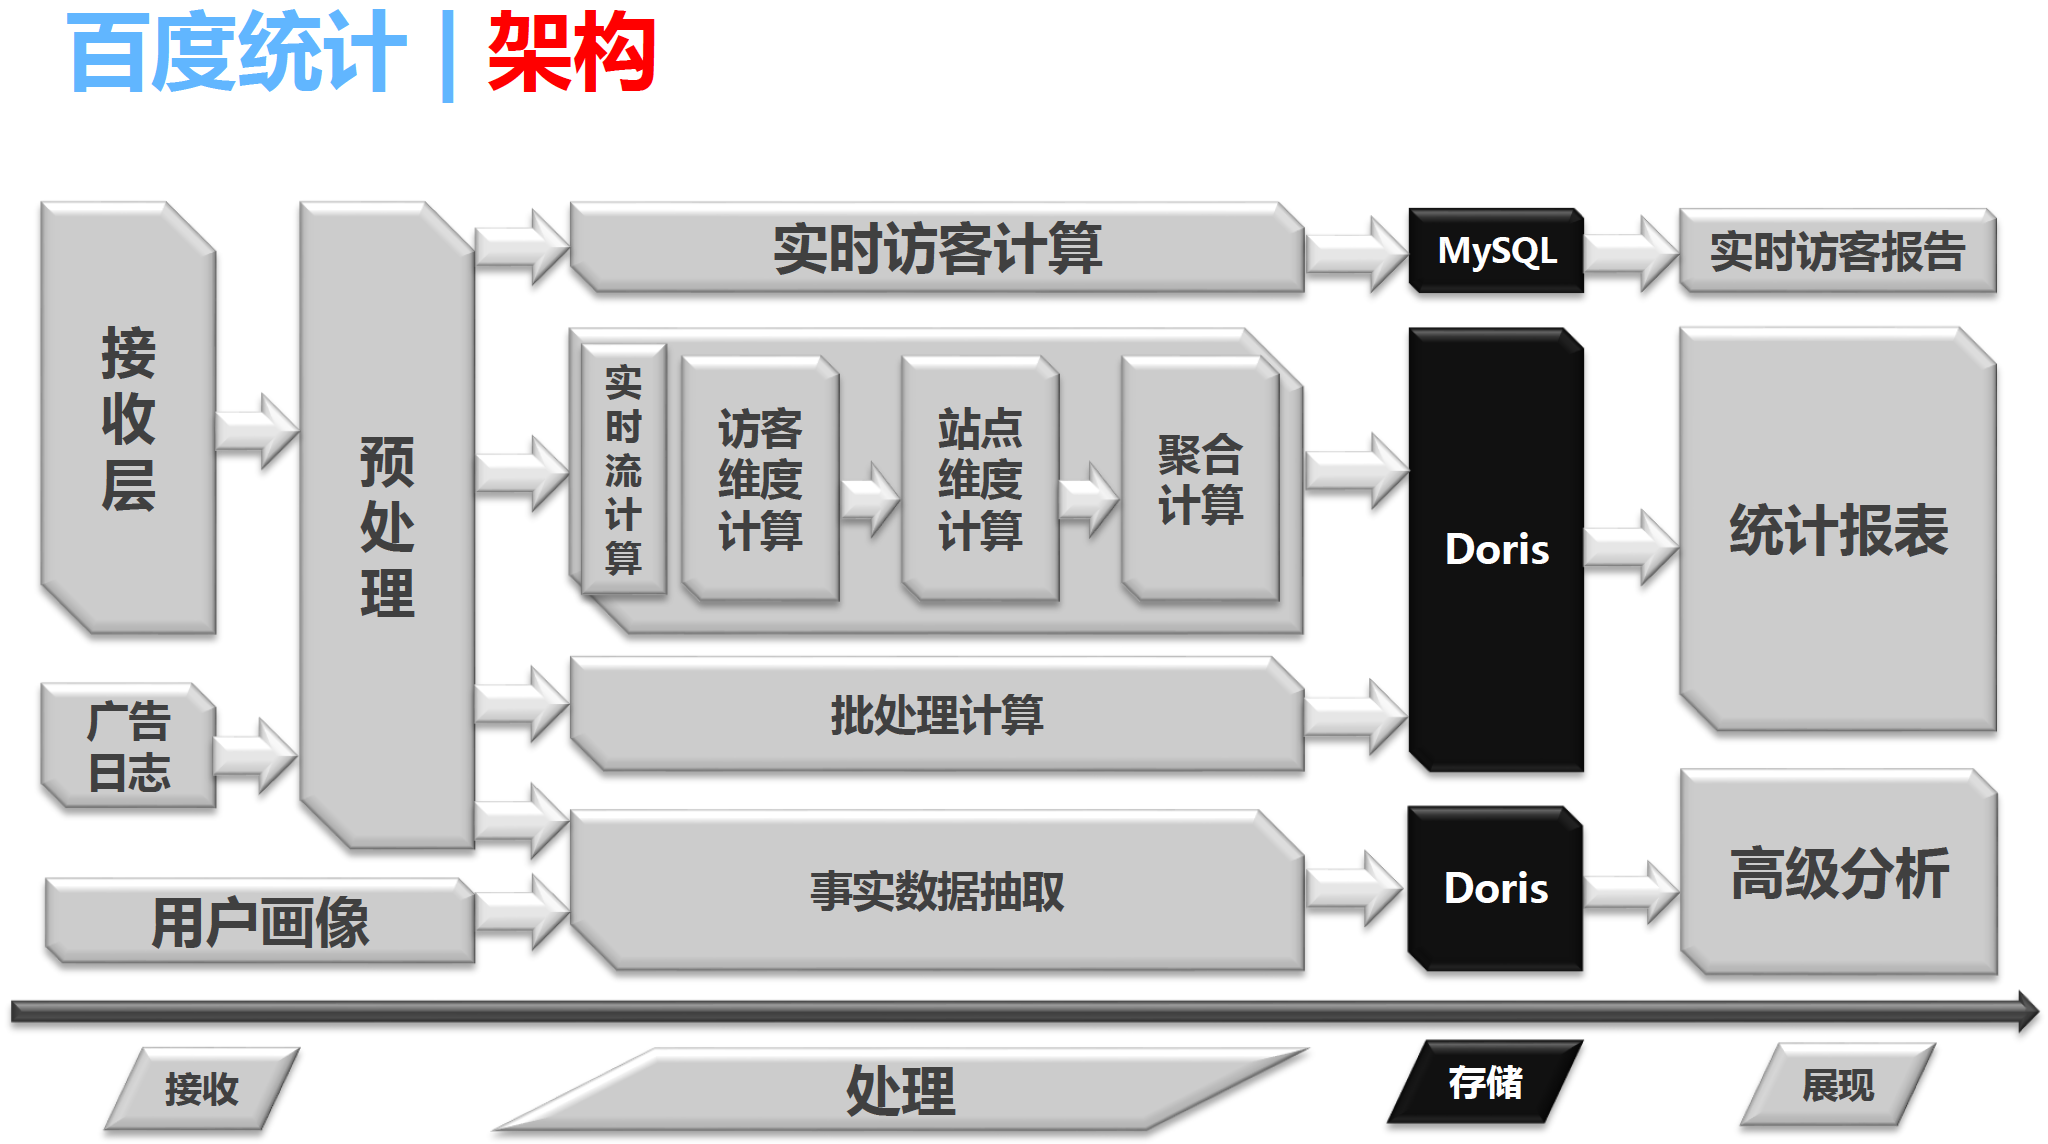 百度统计 | 架构
接
收
层
广告
日志
用户画像
预
处
理
实时访客计算
实
时
流
计
算
访客
维度
计算
站点
维度
计算
聚合
计算
批处理计算
事实数据抽取
MySQL
Doris
Doris
实时访客报告
统计报表
高级分析
接收
处理
存储
展现